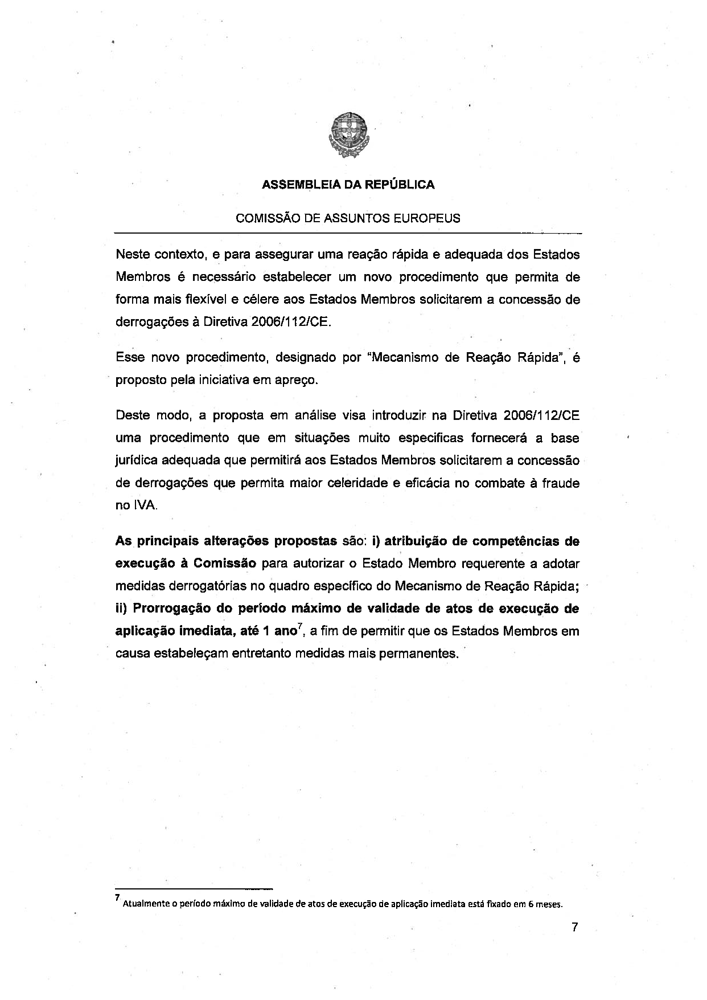 ASSEMBLEIA DA REPÚBLICA
COMISSÃO DE ASSUNTOS EUROPEUS
Neste contexto, e para assegurar uma reação rápida e adequada dos Estados
Membros é necessário estabelecer um novo procedimento que permita de
forma mais flexível e célere aos Estados Membros solicitarem a concessão de
derrogações à Diretiva 2006/112/CE.
Esse novo procedimento, designado por “Mecanismo de Reação Rápida”, é
proposto pela iniciativa em apreço.
Deste modo, a proposta em análise visa introduzir na Diretiva 2006/112/CE
uma procedimento que em situações muito especificas fornecerá a base
jurídica adequada que permitirá aos Estados Membros solicitarem a concessão
de derrogações que permita maior celeridade e eficácia no combate à fraude
no IVA.
As principais alterações propostas são: i) atribuição de competências de
execução à Comissão para autorizar o Estado Membro requerente a adotar
medidas derrogatórias no quadro específico do Mecanismo de Reação Rápida;
ii) Prorrogação do período máximo de validade de atos de execução de
aplicação imediata, até 1 ano7, a fim de permitir que os Estados Membros em
causa estabeleçam entretanto medidas mais permanentes.
7 Atualmente o período máximo de validade de atos de execução de aplicação imediata está fixado em 6 meses.
7